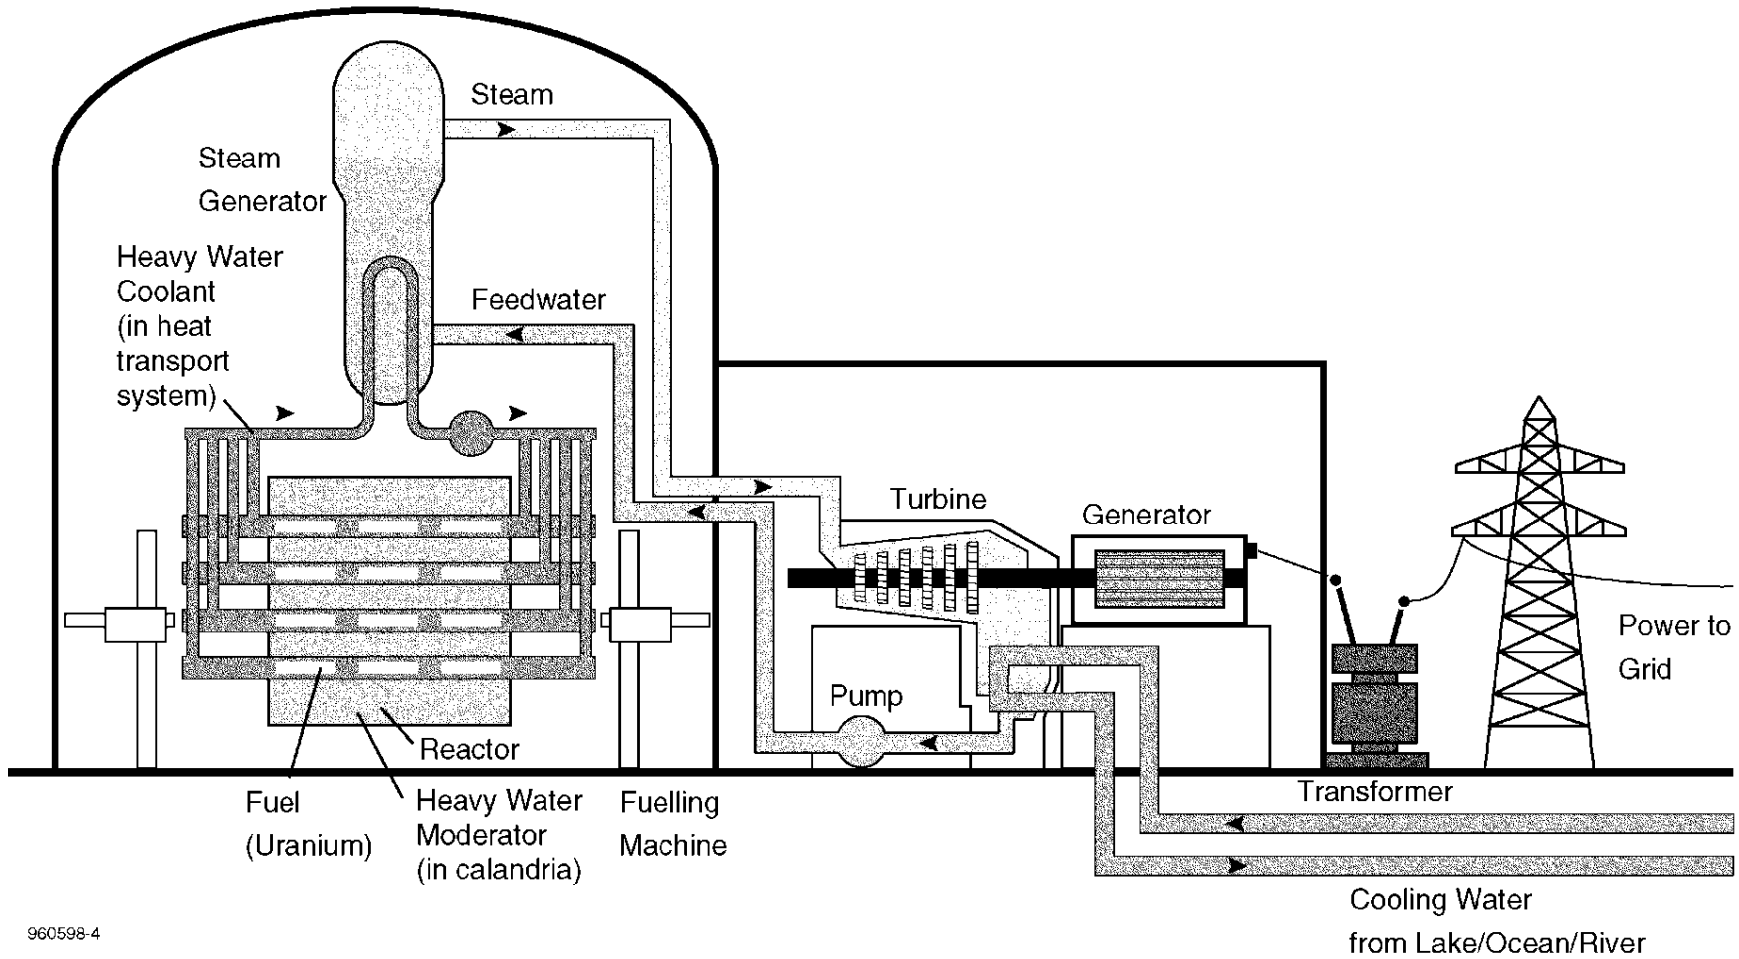 Steam
Steam
Generator
Heavy Water
Coolant
(in heat
transport
system)
Feedwater
Turbine
Generator
Power to
Grid
Pump
Reactor
Transformer
Fuel
(Uranium)
Heavy Water
Moderator
(in calandria)
Fuelling
Machine
Cooling Water
from Lake/Ocean/River
960598-4